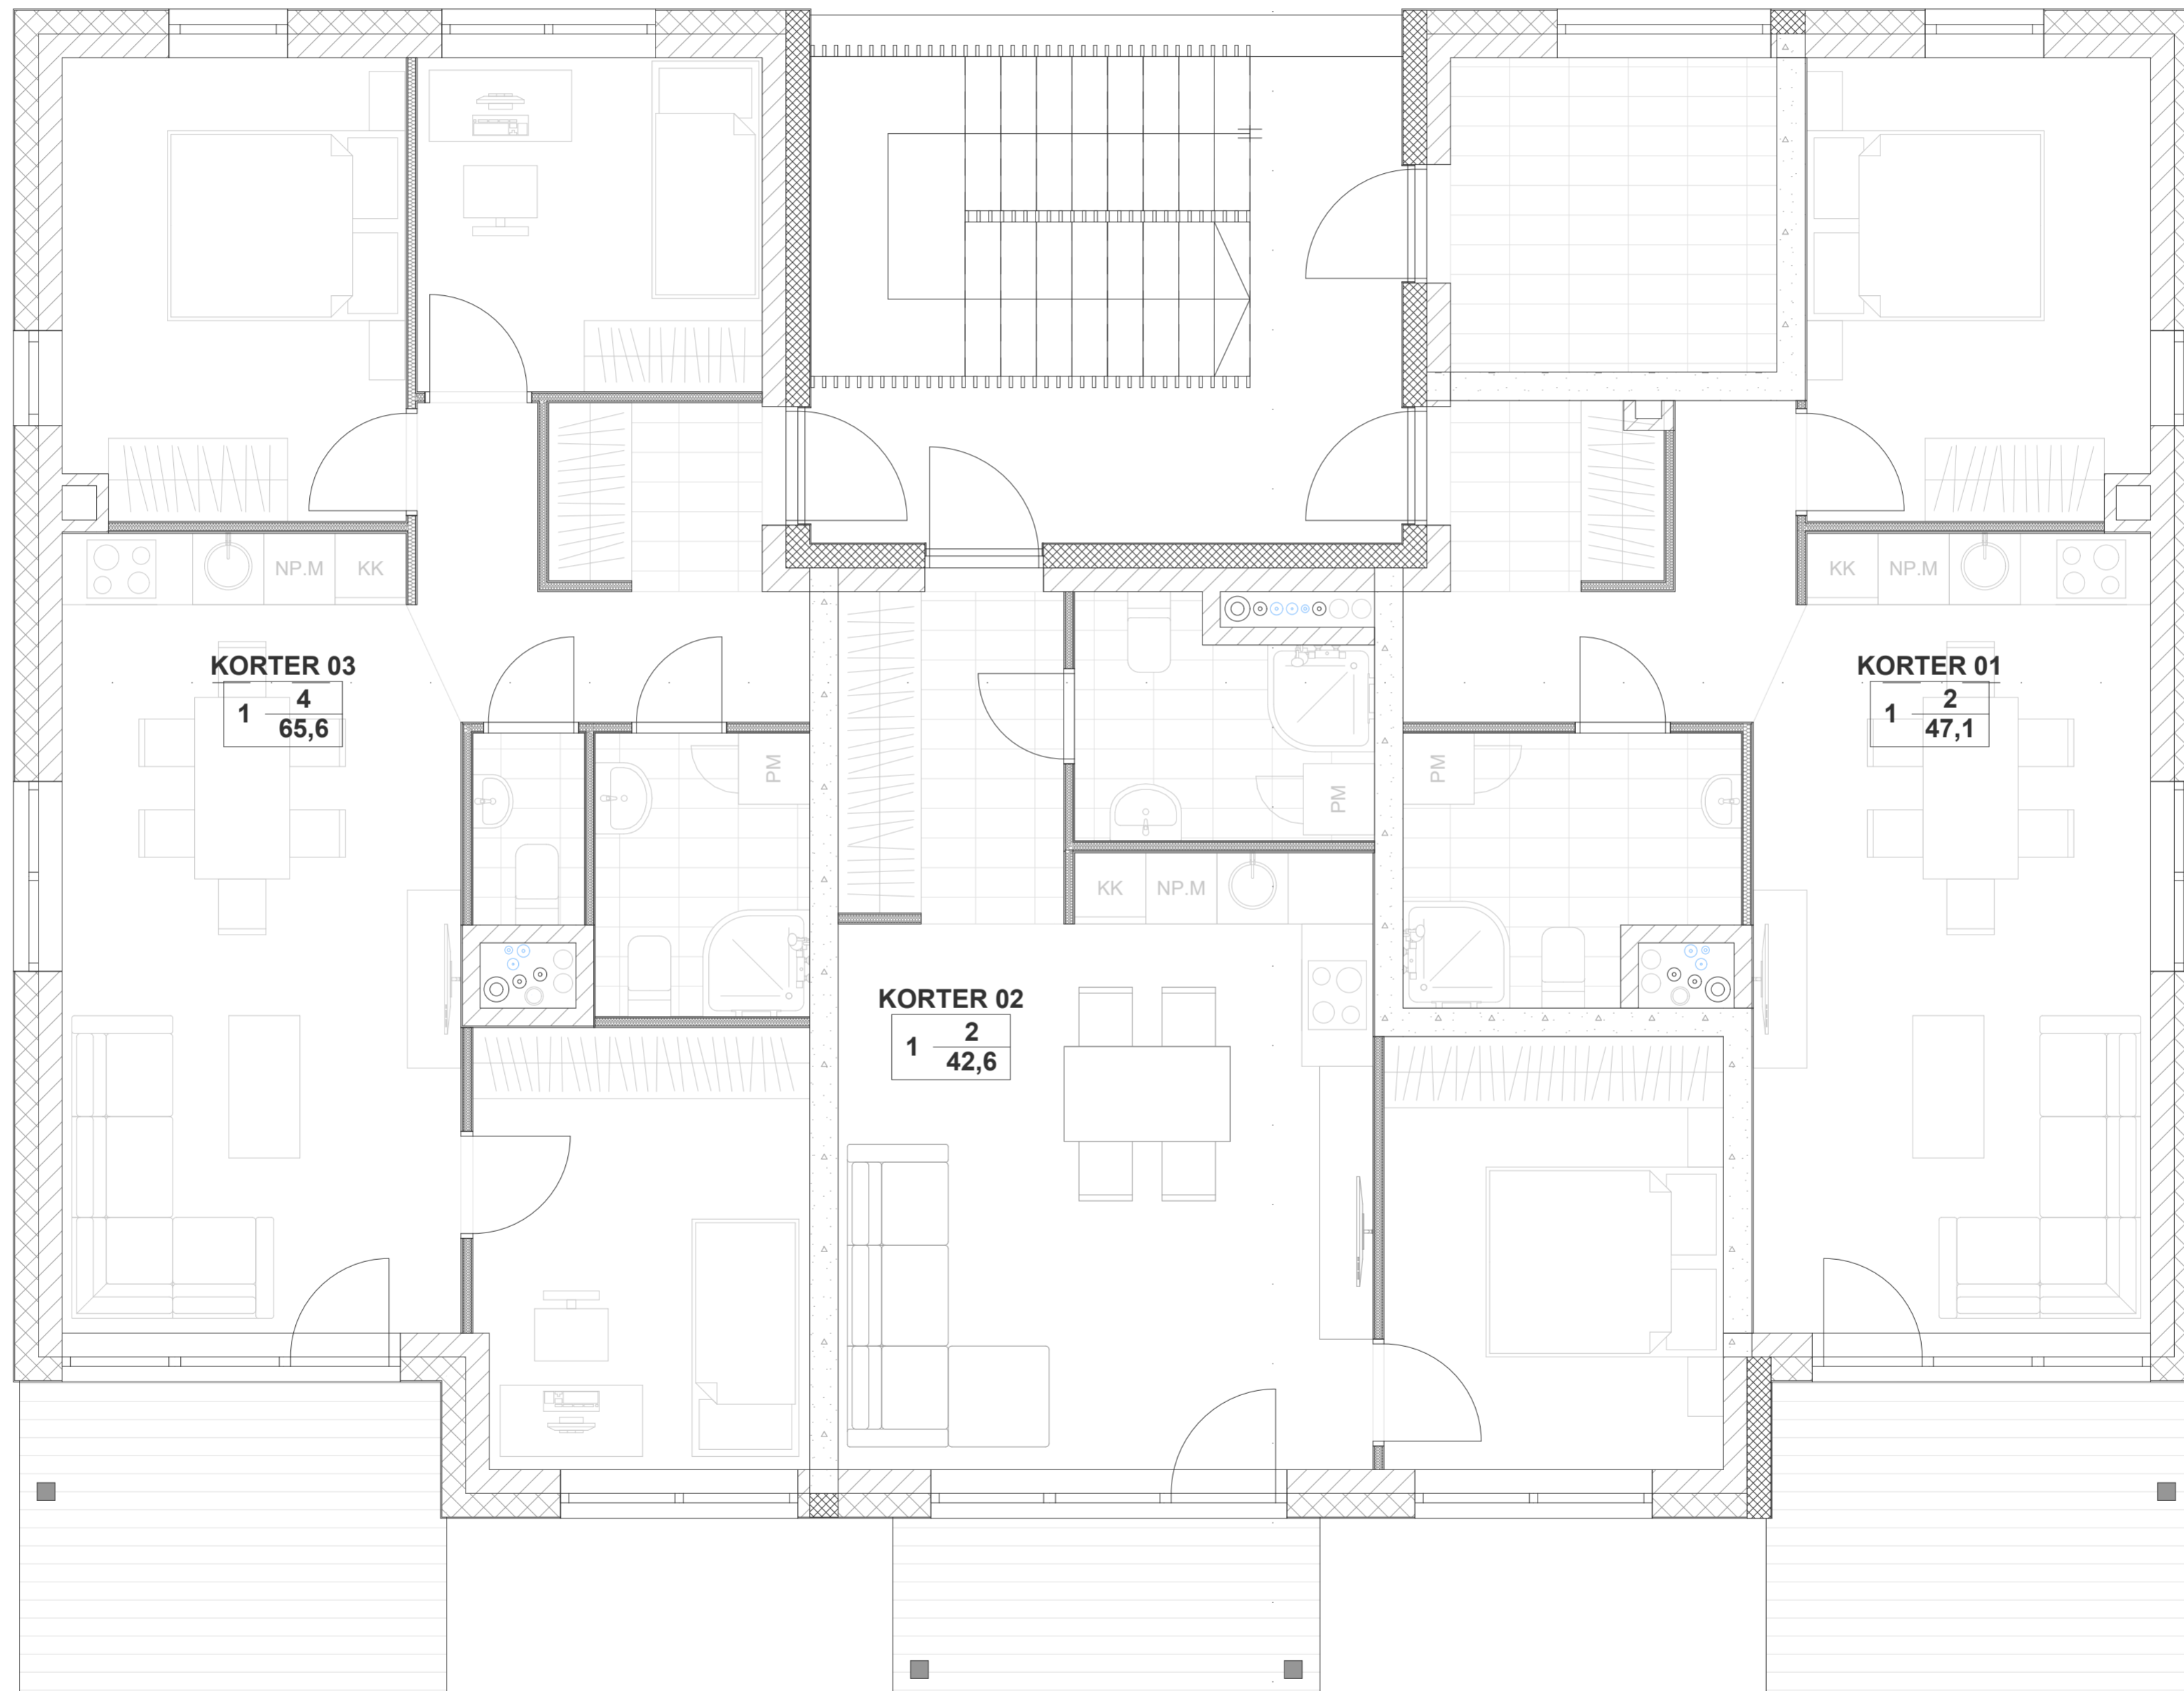 NP.M KK
KK NP.M
KORTER 03
4
1
65,6
KORTER 01
2
1
47,1
PM
PM
PM
KK NP.M
KORTER 02
2
1
42,6